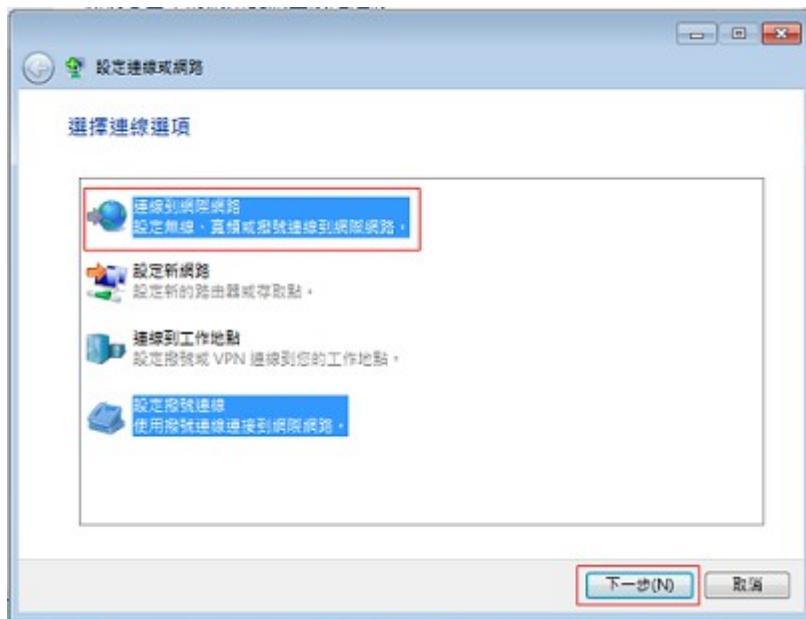 設定連線或網路
選擇連線選項
連線到網際網路
設定無線、寬頻或撥號連線到網際網路。
設定新網路
設定新的路由器或存取點。
連線到工作地點
設定撥號或 VPN 連線到您的工作地點。
設定撥號連線
使用撥號連線連接到網際網路。
下一步(N)
取消